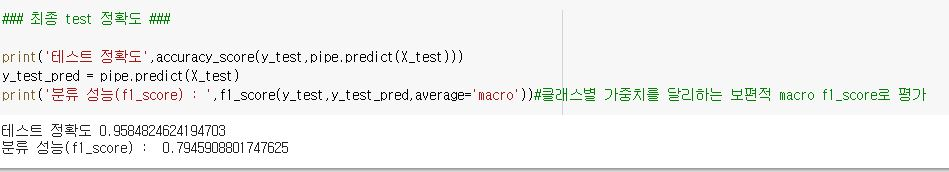 ### 최종 test 정확도 ###
print('테스트 정확도',accuracy_score(y_test,pipe.predict(X_test)))
y_test_pred = pipe.predict(X_test)
print('분류 성능(f1_score) : ',f1_score(y_test,y_test_pred,average='macro'))#클래스별 가중치를 달리하는 보편적 macro f1_score로 평가
테스트 정확도 0.9584824624194703
분류 성능(f1_score) :  0.7945908801747625